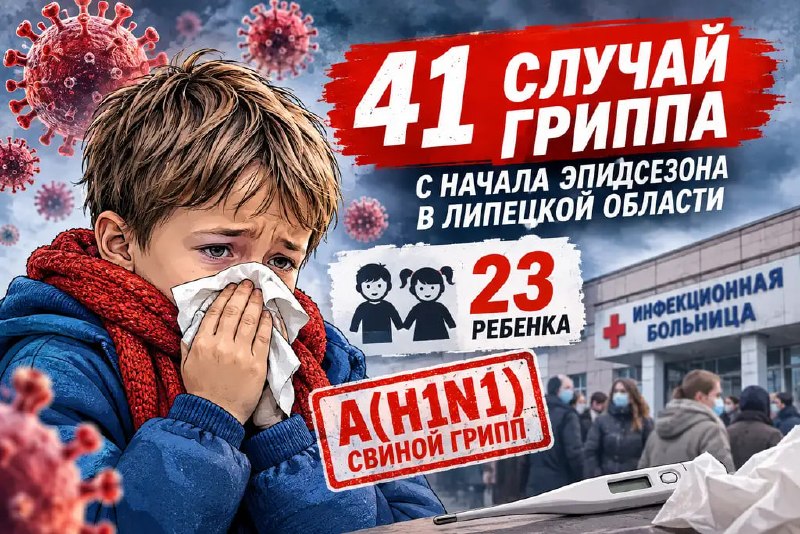 41 СЛУЧАЙ
ГРИППА
С НАЧАЛА ЭПИДСЕЗОНА
В ЛИПЕЦКОЙ ОБЛАСТИ
23
РЕБЕНКА
ИНФЕКЦИОННАЯ
БОЛЬНИЦА
А(H1N1)
СВИНОЙ ГРИПП